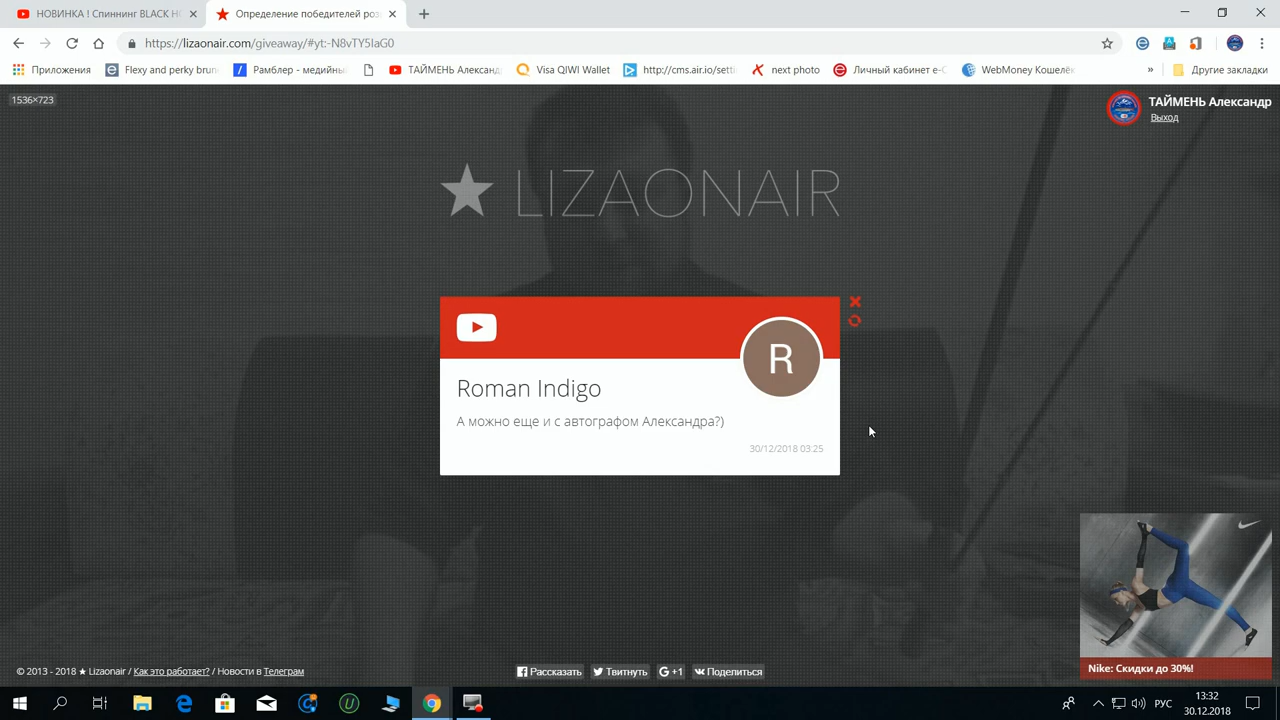 НОВИНКА ! Спиннинг BLACK H
Определение победителей роз
https://lizaonair.com/giveaway/#yt:-N8vTY5IaG0
Приложения
Flexy and perky brun
Рамблер - медийны
ТАЙМЕНЬ Александ
Visa QIWI Wallet
http://cms.air.io/setti
next photo
Личный кабинет e-C
WebMoney Кошелёк
»
Другие закладки
1536×723
ТАЙМЕНЬ Александр
Выход
★ LIZAONAIR
R
Roman Indigo
А можно еще и с автографом Александра?)
30/12/2018 03:25
Nike: Скидки до 30%!
© 2013 - 2018 ★ Lizaonair / Как это работает? / Новости в Телеграм
Рассказать
Твитнуть
G+1
Поделиться
РУС
13:32
30.12.2018